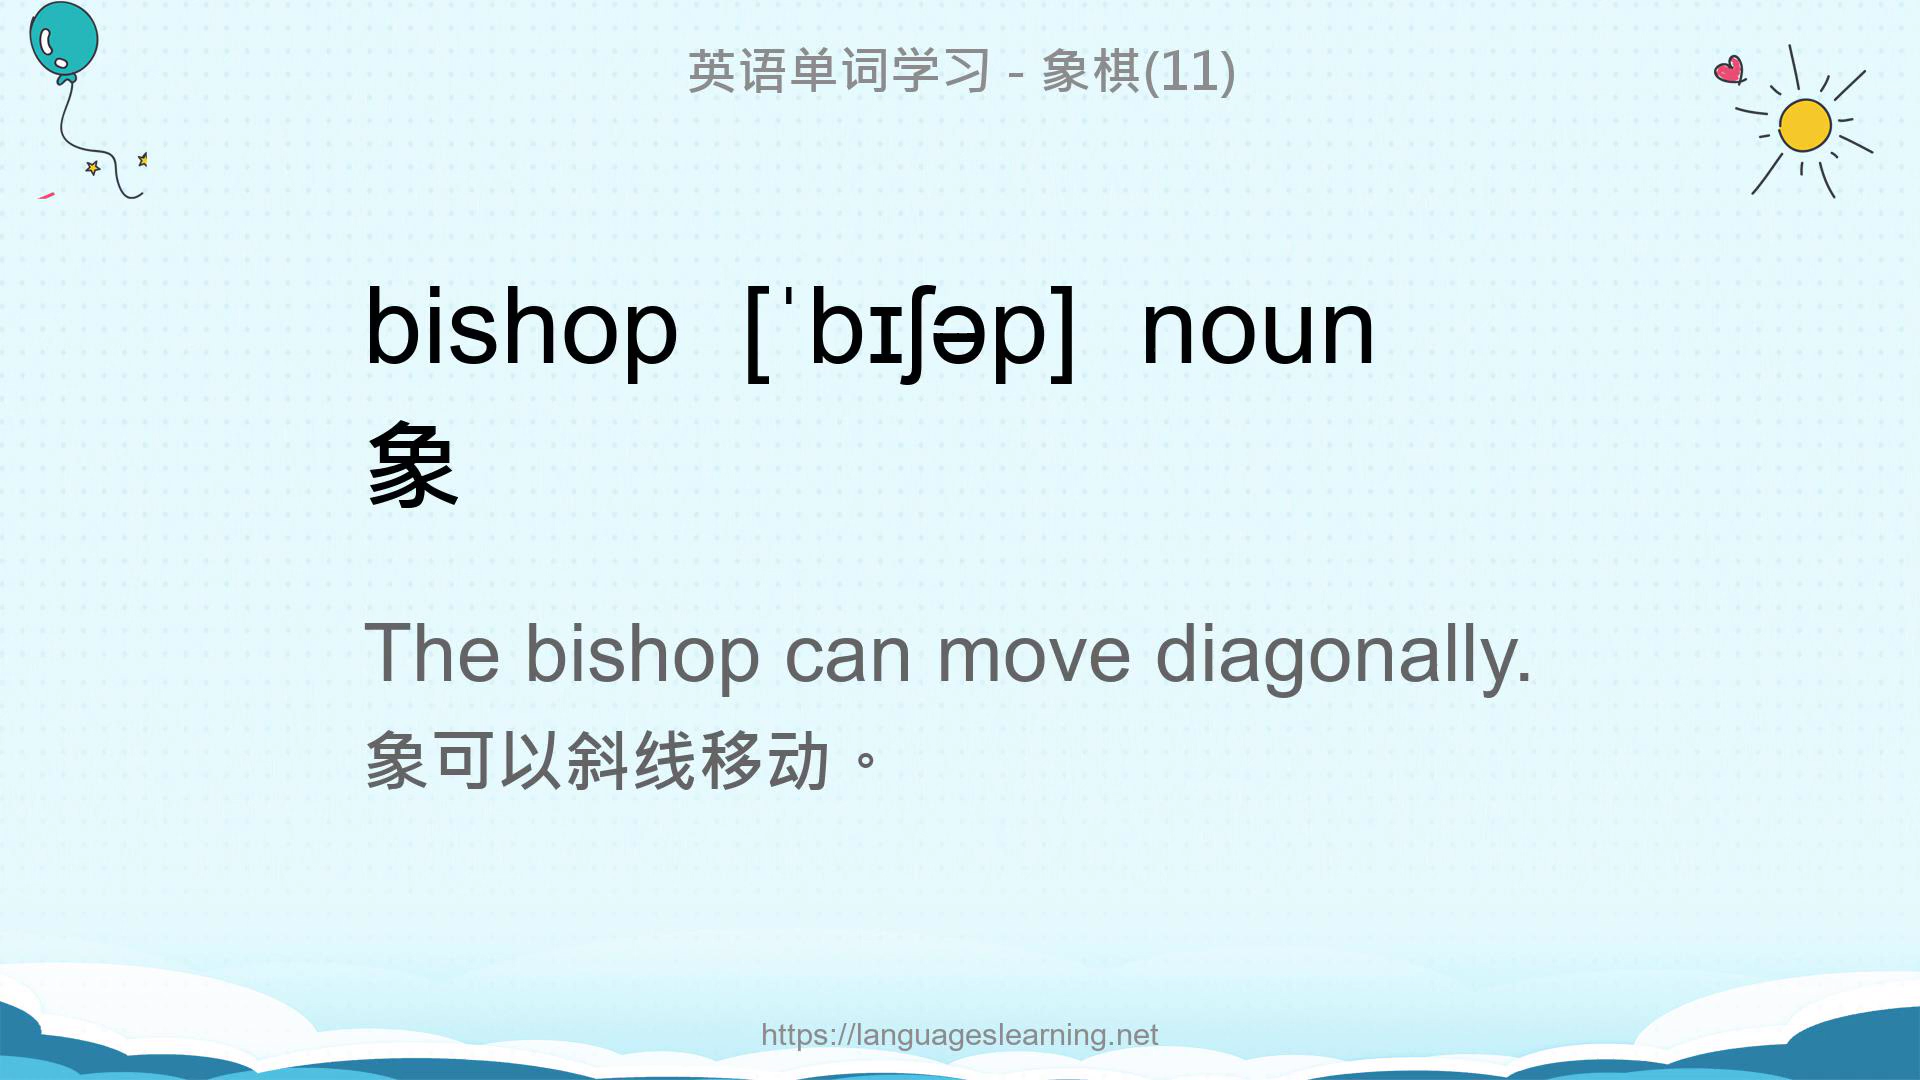 英语单词学习 - 象棋(11)
bishop [ˈbɪʃəp] noun
象
The bishop can move diagonally.
象可以斜线移动。
https://languageslearning.net